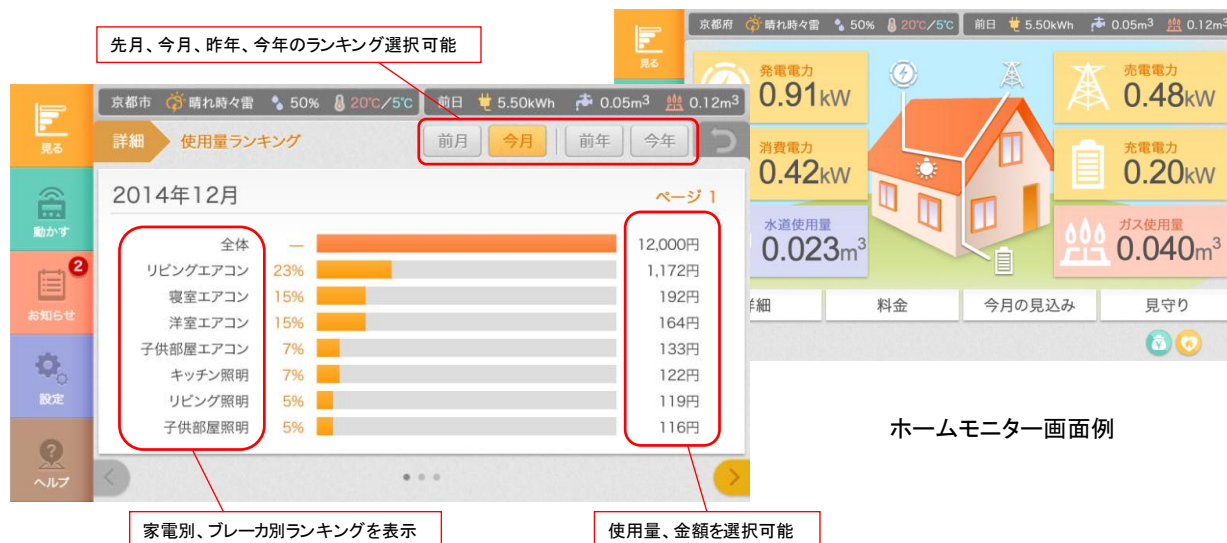 先月、今月、昨年、今年のランキング選択可能
京都府 晴れ時々雷 50% 20℃/5℃ 前日 5.50kWh 0.05m³ 0.12m³
見る
発電電力
0.91kW
売電電力
0.48kW
消費電力
0.42kW
充電電力
0.20kW
水道使用量
0.023m³
ガス使用量
0.040m³
料金 今月の見込み 見守り
ホームモニター画面例
京都市 晴れ時々雷 50% 20℃/5℃ 前日 5.50kWh 0.05m³ 0.12m³
見る
動かす
2
お知らせ
設定
ヘルプ
詳細 使用量ランキング 前月 今月 前年 今年
2014年12月 ページ 1
全体 — 12,000円
リビングエアコン 23% 1,172円
寝室エアコン 15% 192円
洋室エアコン 15% 164円
子供部屋エアコン 7% 133円
キッチン照明 7% 122円
リビング照明 5% 119円
子供部屋照明 5% 116円
家電別、ブレーカ別ランキングを表示
使用量、金額を選択可能